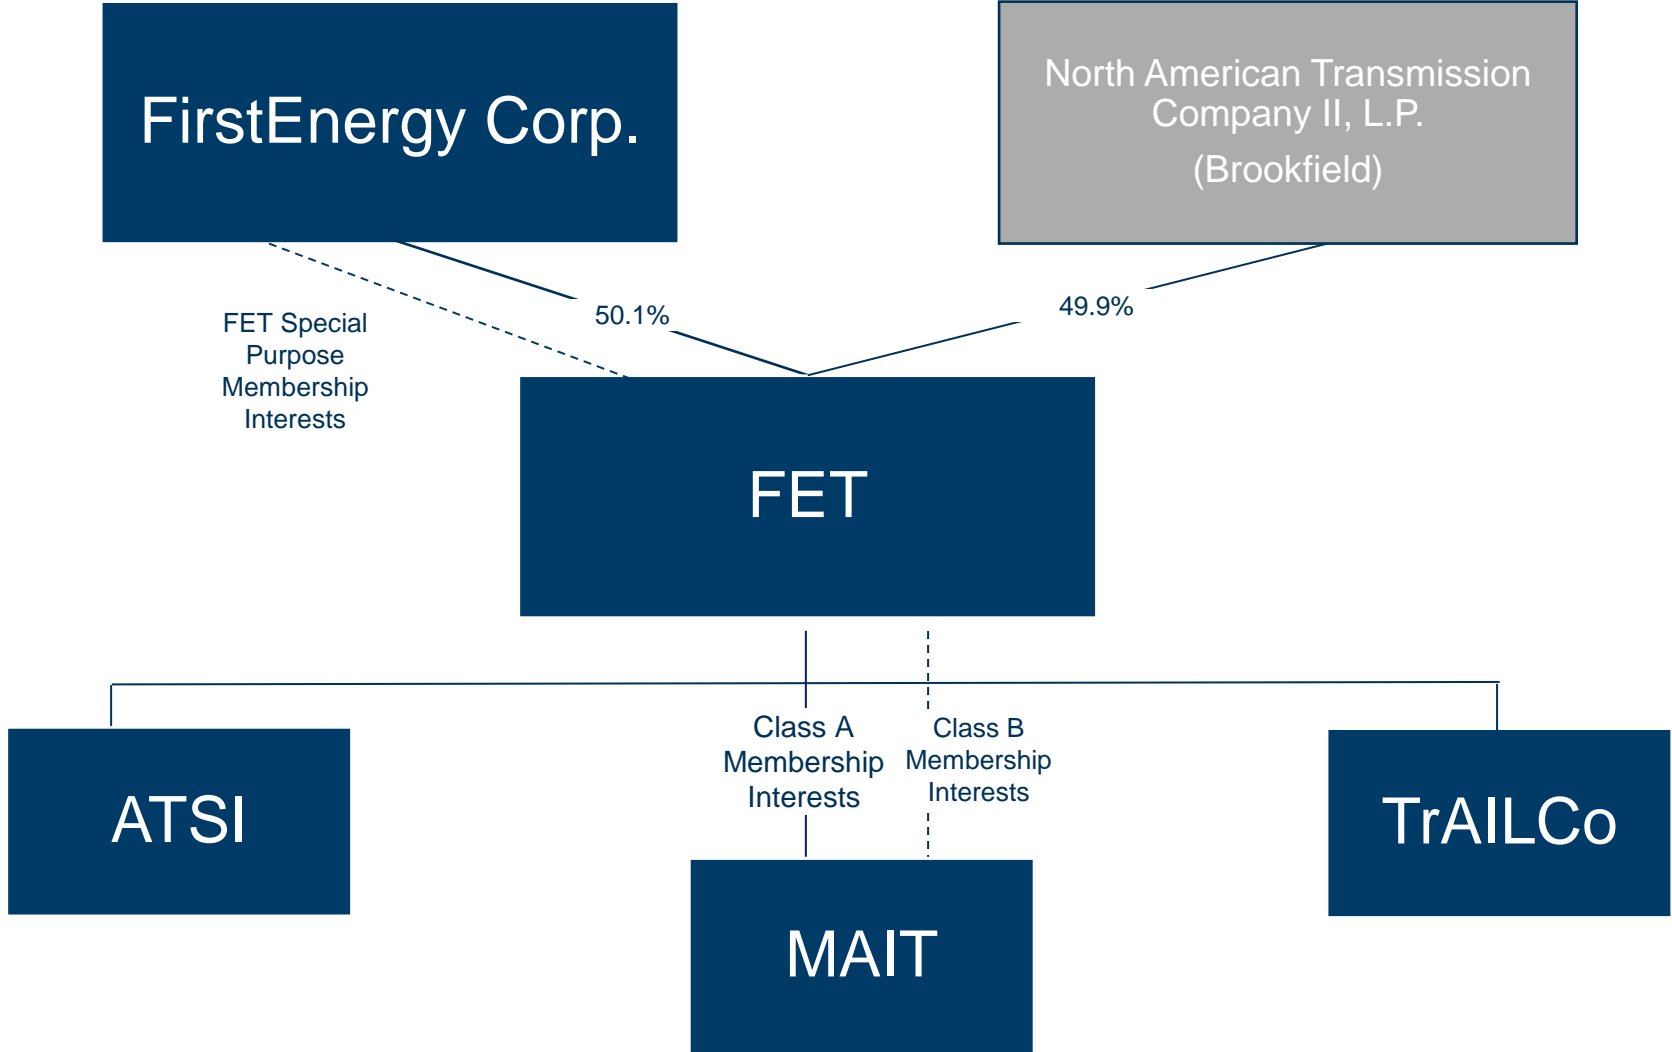 FirstEnergy Corp.
North American Transmission
Company II, L.P.
(Brookfield)
50.1%
49.9%
FET Special
Purpose
Membership
Interests
FET
Class A
Membership
Interests
Class B
Membership
Interests
ATSI
TrAILCo
MAIT